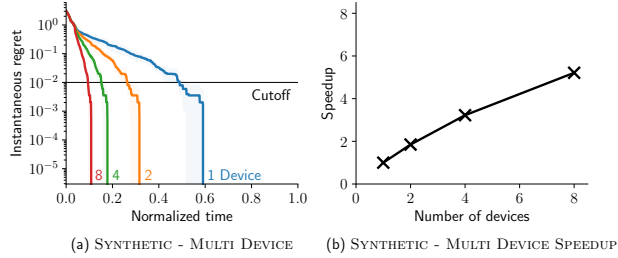 Instantaneous regret
10⁰
10⁻¹
10⁻²
10⁻³
10⁻⁴
10⁻⁵
Cutoff
8
4
2
1 Device
0.0 0.2 0.4 0.6 0.8 1.0
Normalized time
(a) Synthetic - Multi Device
Speedup
8
6
4
2
0
0 2 4 6 8
Number of devices
(b) Synthetic - Multi Device Speedup